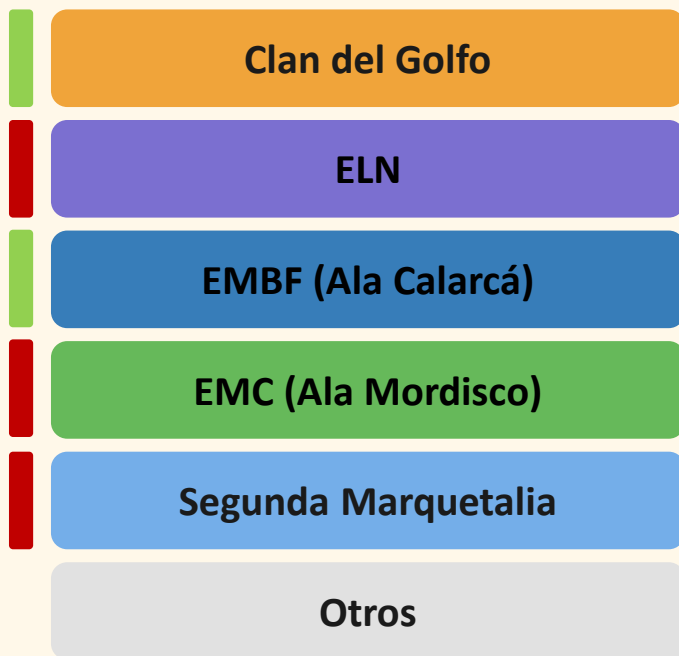 Clan del Golfo
ELN
EMBF (Ala Calarcá)
EMC (Ala Mordisco)
Segunda Marquetalia
Otros